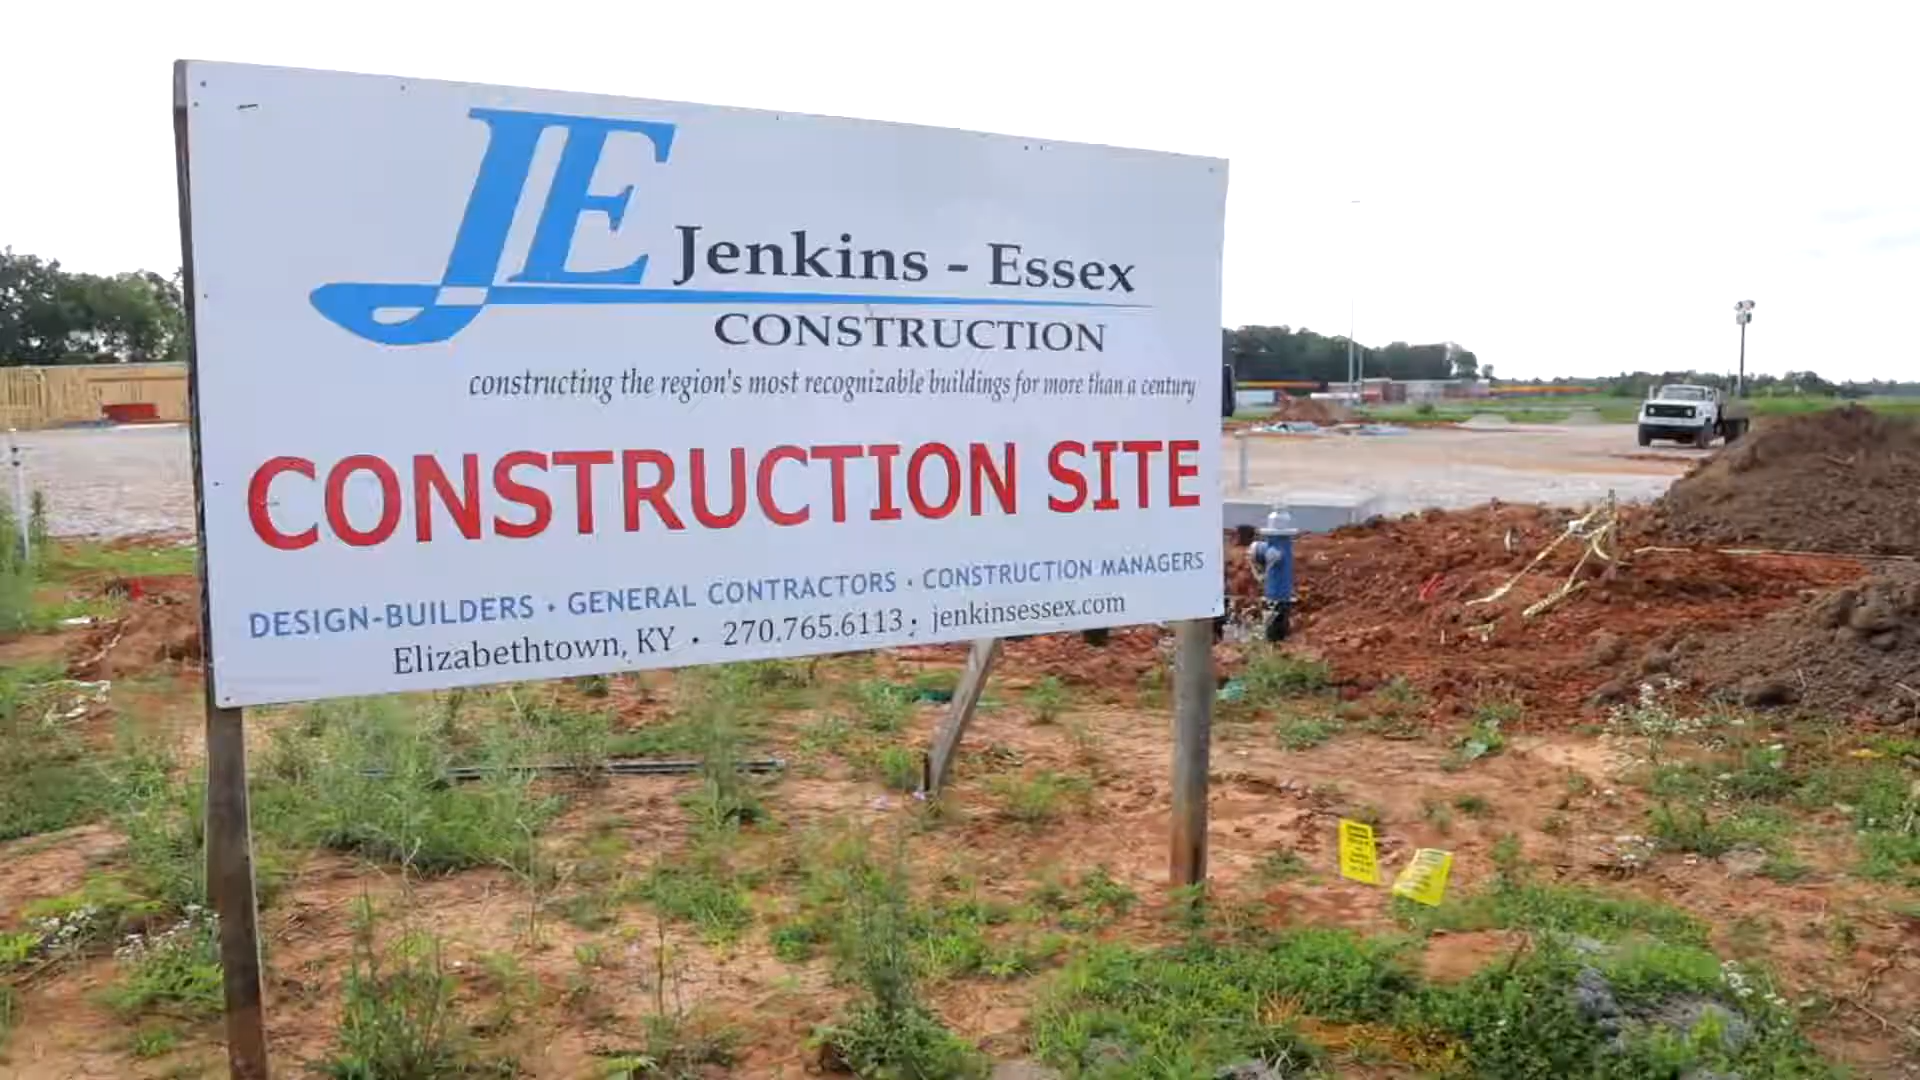 JE
Jenkins - Essex
CONSTRUCTION
constructing the region's most recognizable buildings for more than a century
CONSTRUCTION SITE
DESIGN-BUILDERS • GENERAL CONTRACTORS • CONSTRUCTION MANAGERS
Elizabethtown, KY • 270.765.6113 • jenkinsessex.com